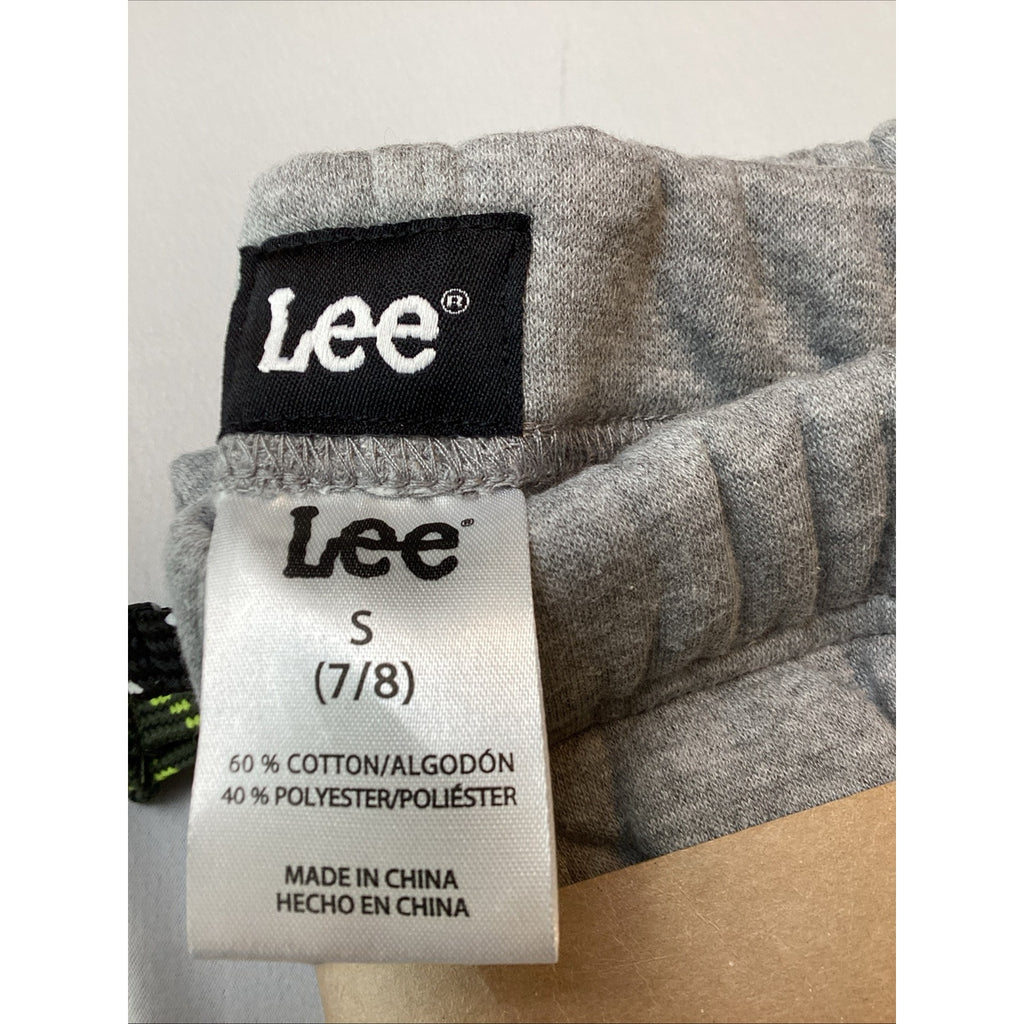 Lee®
Lee®
S
(7/8)
60 % COTTON/ALGODÓN
40 % POLYESTER/POLIÉSTER
MADE IN CHINA
HECHO EN CHINA